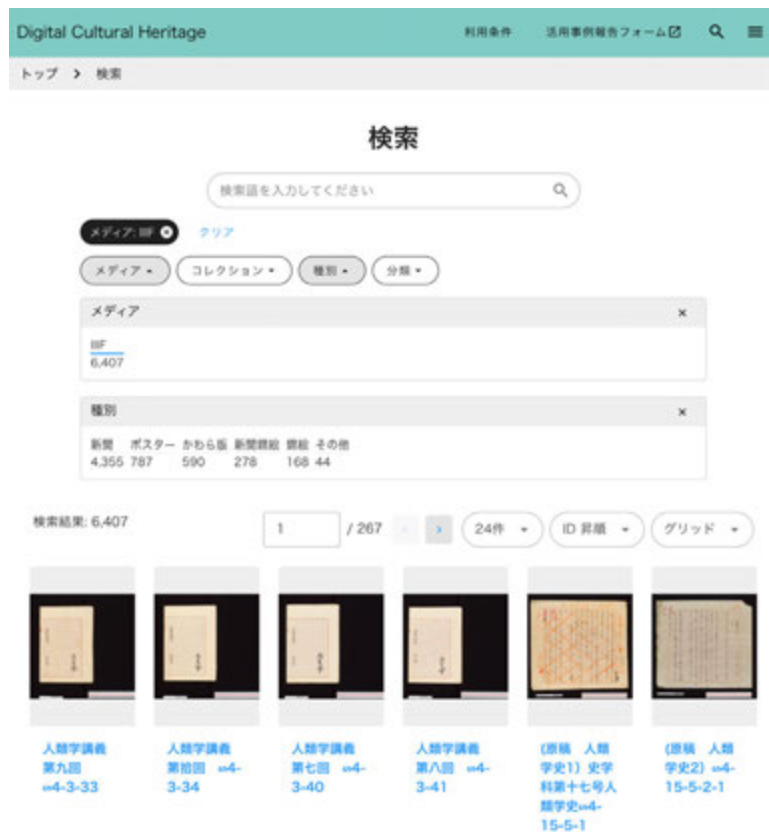 Digital Cultural Heritage
利用条件 活用事例報告フォーム
トップ 検索
検索
検索語を入力してください
メディア: IIIF クリア
メディア コレクション 種別 分類
メディア
IIIF
6,407
種別
新聞 ポスター かわら版 新聞錦絵 錦絵 その他
4,355 787 590 278 168 44
検索結果: 6,407 1 / 267 24件 ID 昇順 グリッド
人類学講義 人類学講義 人類学講義 人類学講義 (原稿 人類 (原稿 人類
第九回 第拾回 第七回 第八回 学史1) 史学 学史2)
4-3-33 3-34 3-40 3-41 科第十七号人 15-5-2-1
類学史
15-5-1